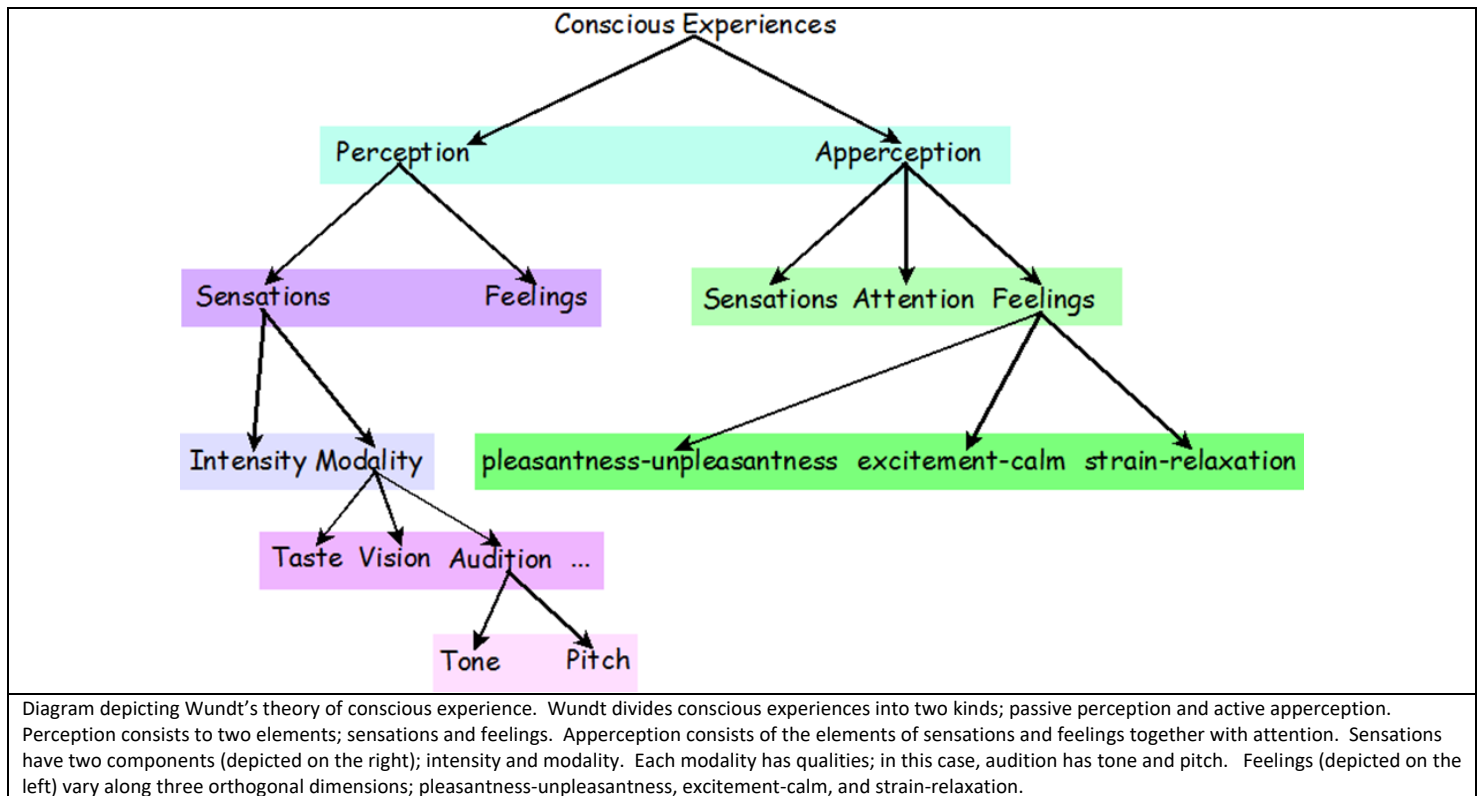 Conscious Experiences
Perception Apperception
Sensations Feelings Sensations Attention Feelings
Intensity Modality pleasantness-unpleasantness excitement-calm strain-relaxation
Taste Vision Audition ...
Tone Pitch
Diagram depicting Wundt’s theory of conscious experience. Wundt divides conscious experiences into two kinds; passive perception and active apperception.
Perception consists to two elements; sensations and feelings. Apperception consists of the elements of sensations and feelings together with attention. Sensations
have two components (depicted on the right); intensity and modality. Each modality has qualities; in this case, audition has tone and pitch. Feelings (depicted on the
left) vary along three orthogonal dimensions; pleasantness-unpleasantness, excitement-calm, and strain-relaxation.